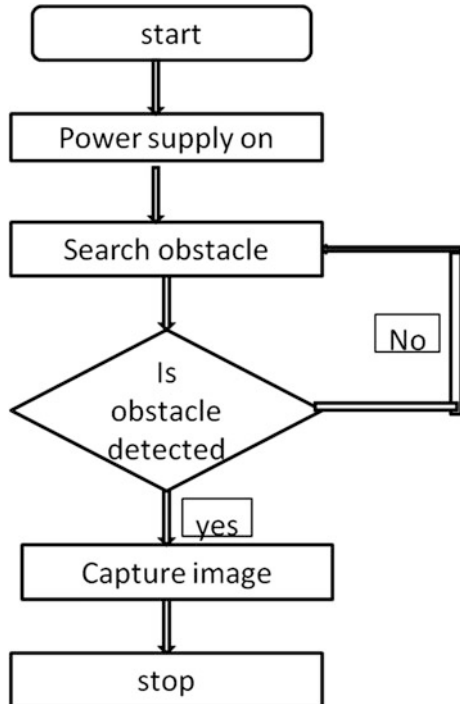 start
Power supply on
Search obstacle
No
Is
obstacle
detected
yes
Capture image
stop